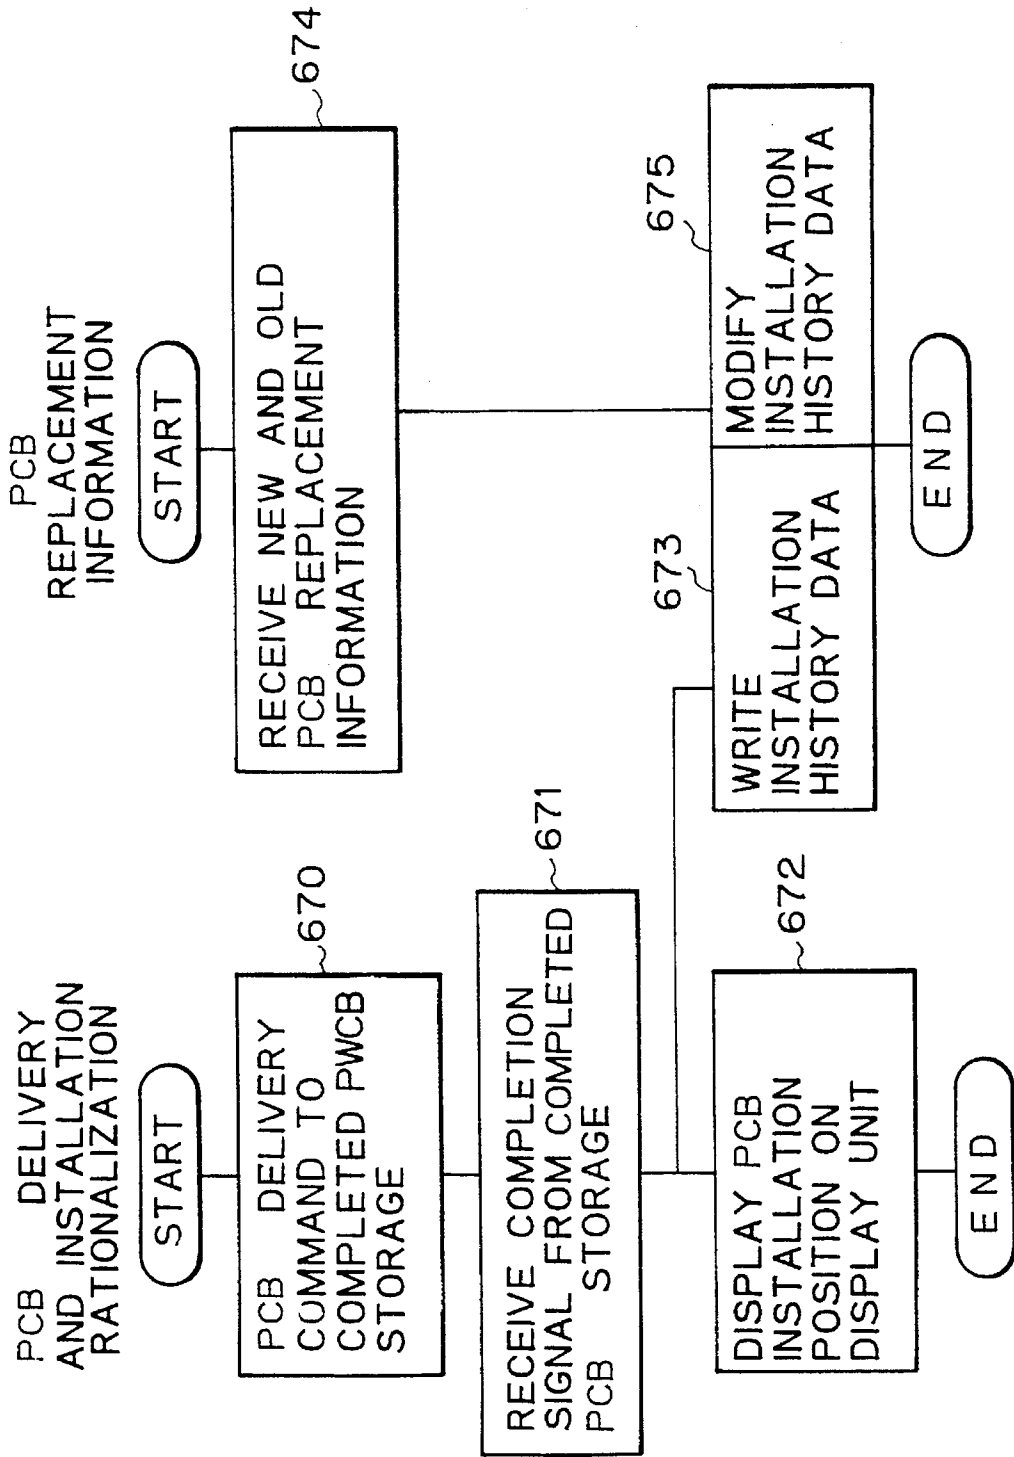 PCB DELIVERY
AND INSTALLATION
RATIONALIZATION
START
PCB DELIVERY
COMMAND TO
COMPLETED PWCB
STORAGE
670
RECEIVE COMPLETION
SIGNAL FROM COMPLETED
PCB STORAGE
671
DISPLAY PCB
INSTALLATION
POSITION ON
DISPLAY UNIT
672
END
PCB
REPLACEMENT
INFORMATION
START
RECEIVE NEW AND OLD
PCB REPLACEMENT
INFORMATION
674
WRITE
INSTALLATION
HISTORY DATA
673
MODIFY
INSTALLATION
HISTORY DATA
675
END